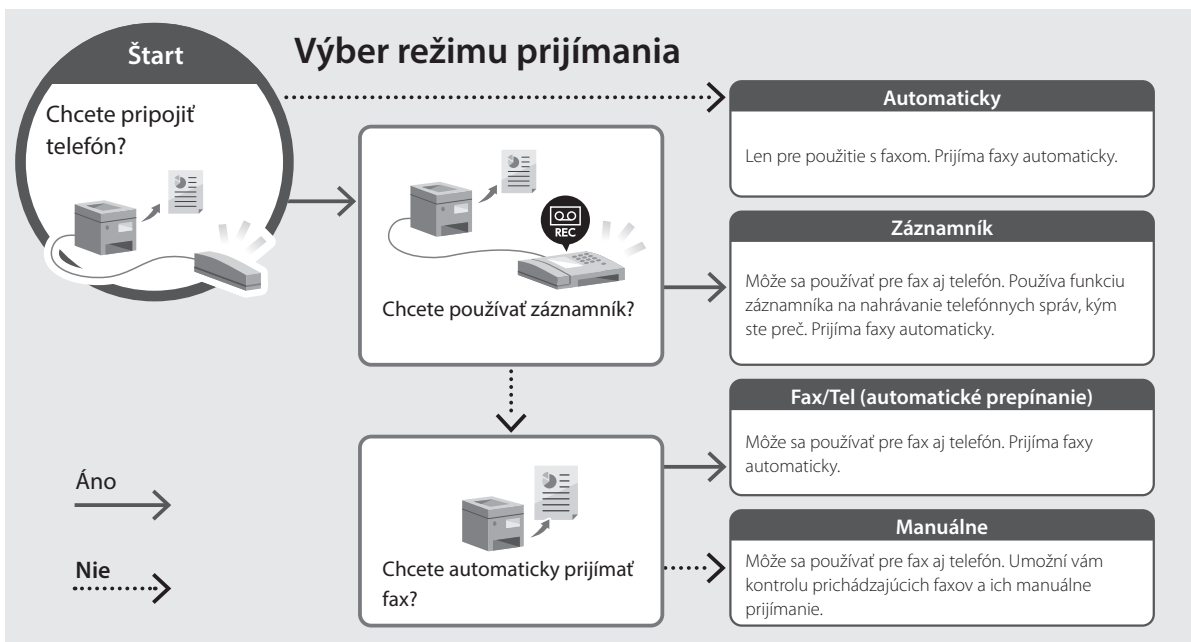 Štart
Výber režimu prijímania
Chcete pripojiť
telefón?
REC
Chcete používať záznamník?
Chcete automaticky prijímať
fax?
Automaticky
Len pre použitie s faxom. Prijíma faxy automaticky.
Záznamník
Môže sa používať pre fax aj telefón. Používa funkciu
záznamníka na nahrávanie telefónnych správ, kým
ste preč. Prijíma faxy automaticky.
Fax/Tel (automatické prepínanie)
Môže sa používať pre fax aj telefón. Prijíma faxy
automaticky.
Manuálne
Môže sa používať pre fax aj telefón. Umožní vám
kontrolu prichádzajúcich faxov a ich manuálne
prijímanie.
Áno
Nie